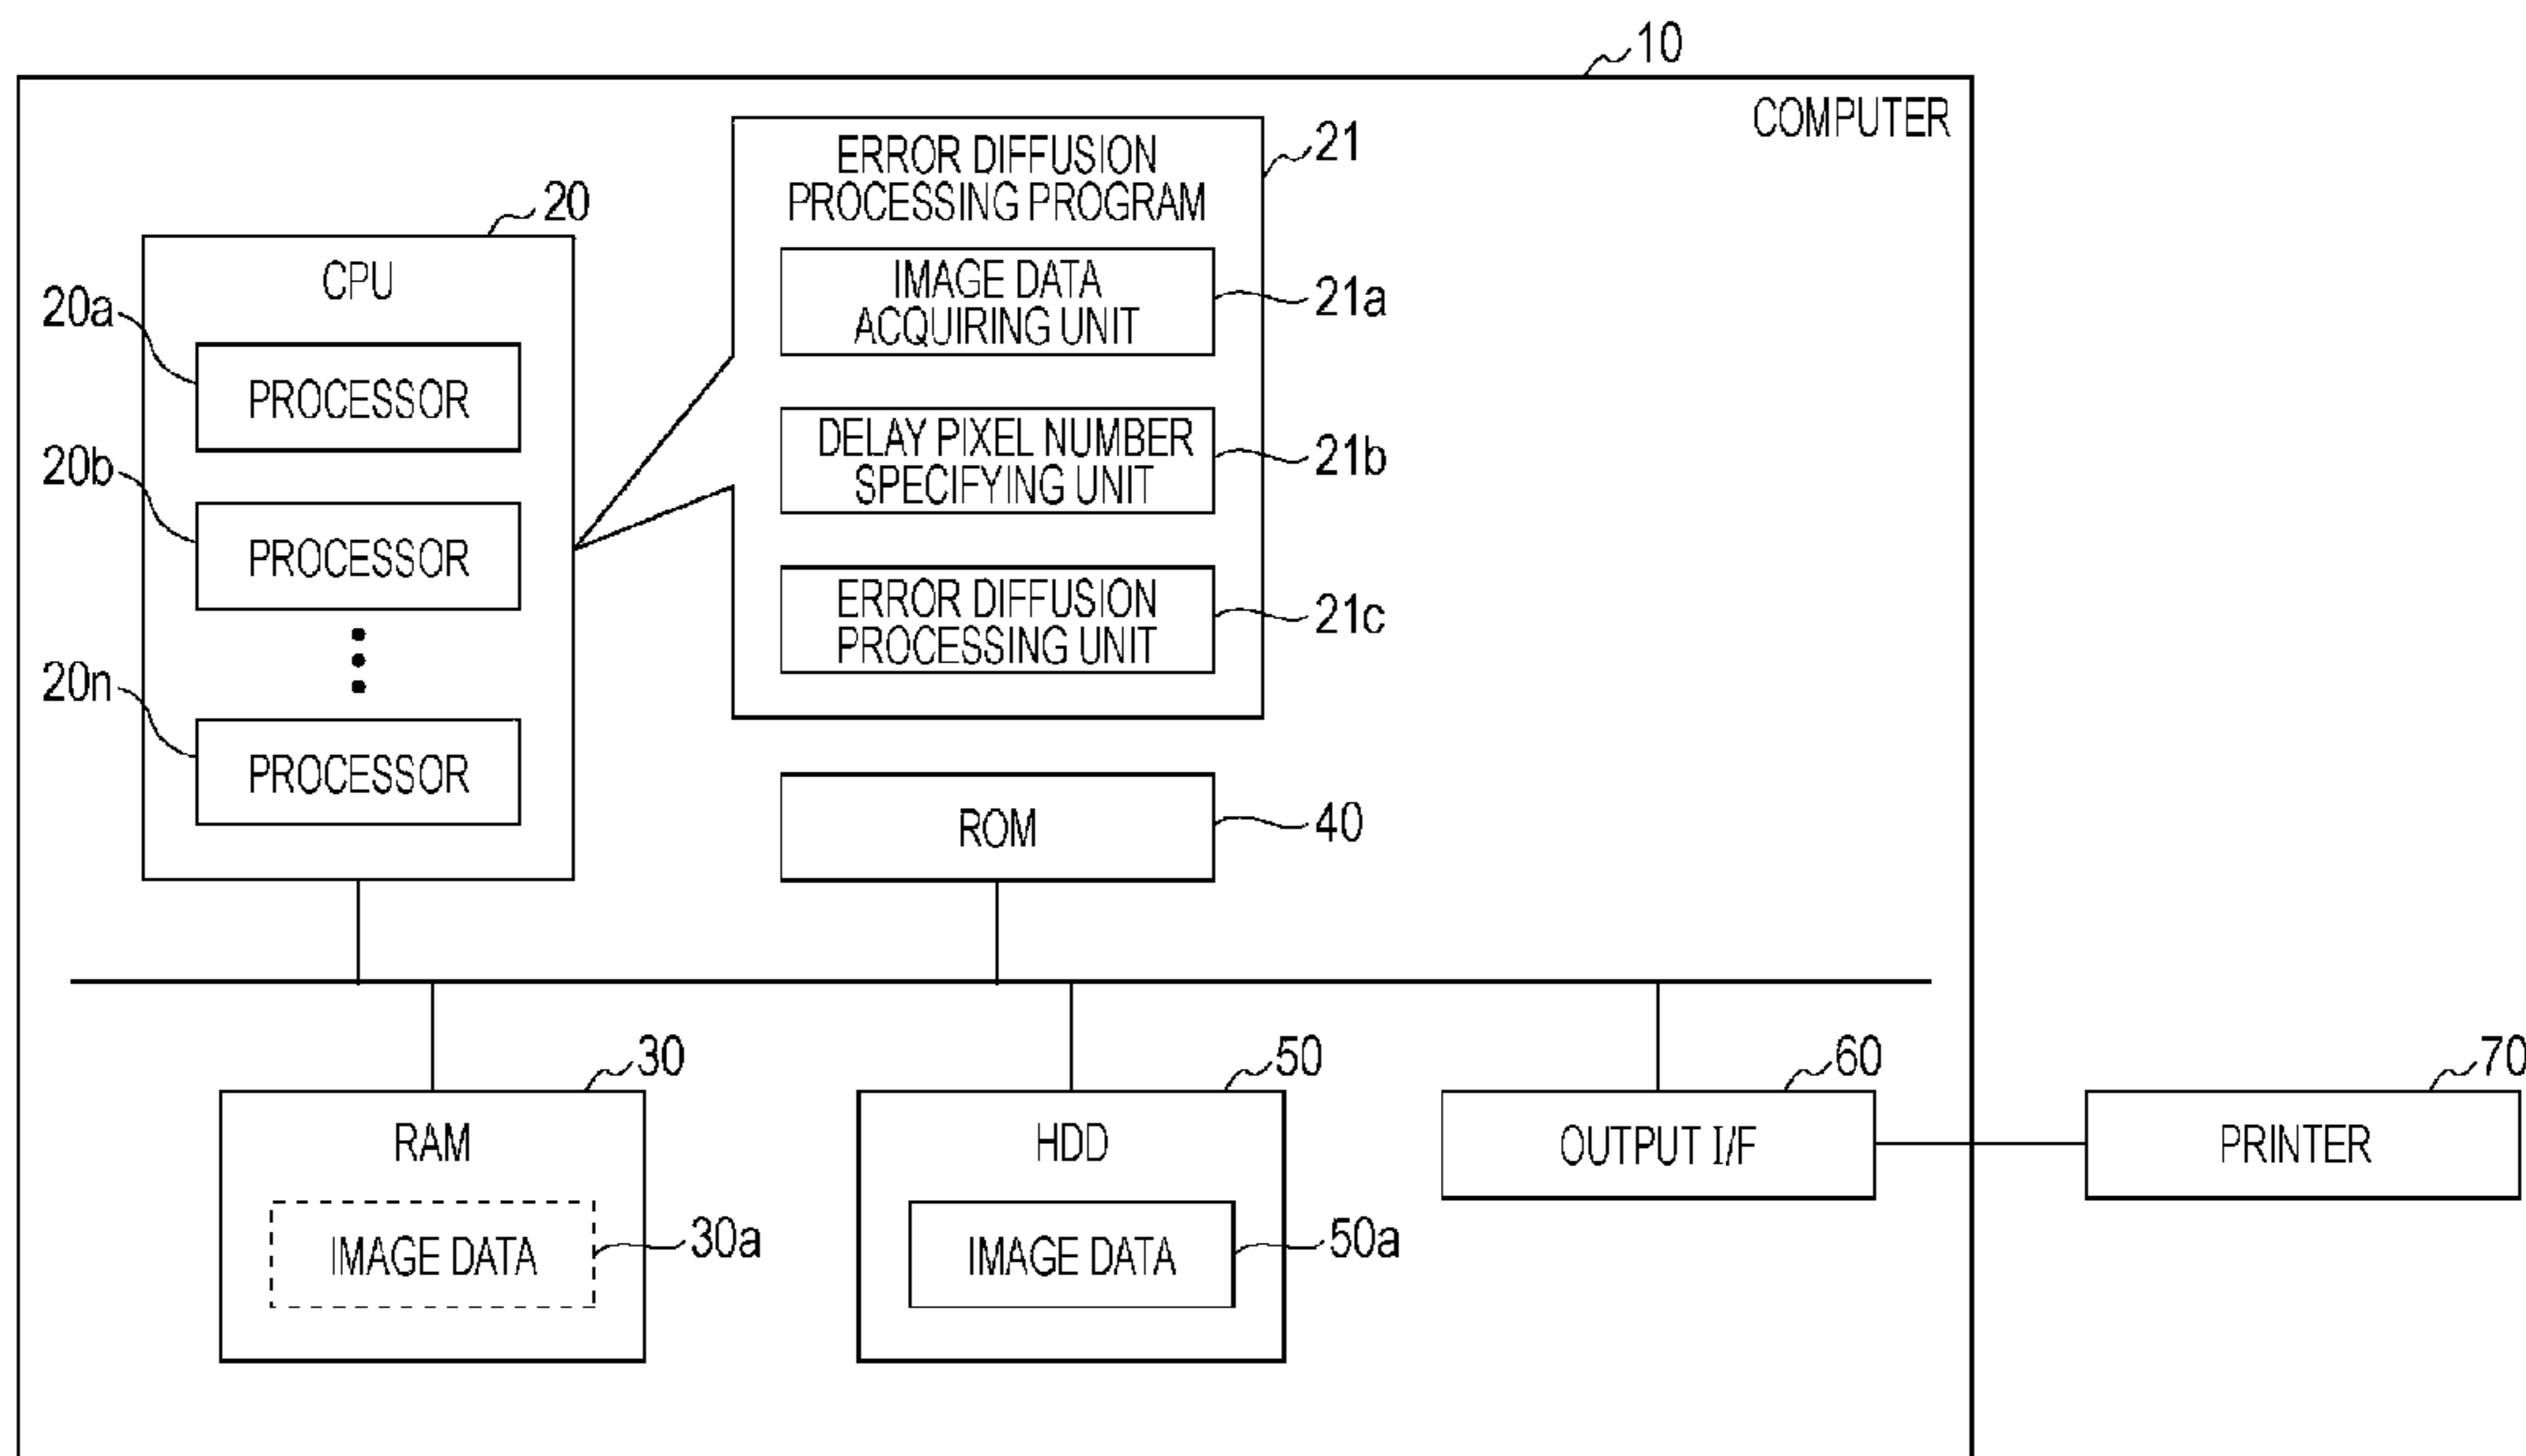 10
COMPUTER
ERROR DIFFUSION
PROCESSING PROGRAM
21
20
CPU
IMAGE DATA
ACQUIRING UNIT
21a
20a
PROCESSOR
DELAY PIXEL NUMBER
SPECIFYING UNIT
21b
20b
PROCESSOR
ERROR DIFFUSION
PROCESSING UNIT
21c
20n
PROCESSOR
ROM
40
30
RAM
IMAGE DATA
30a
50
HDD
IMAGE DATA
50a
60
OUTPUT I/F
70
PRINTER